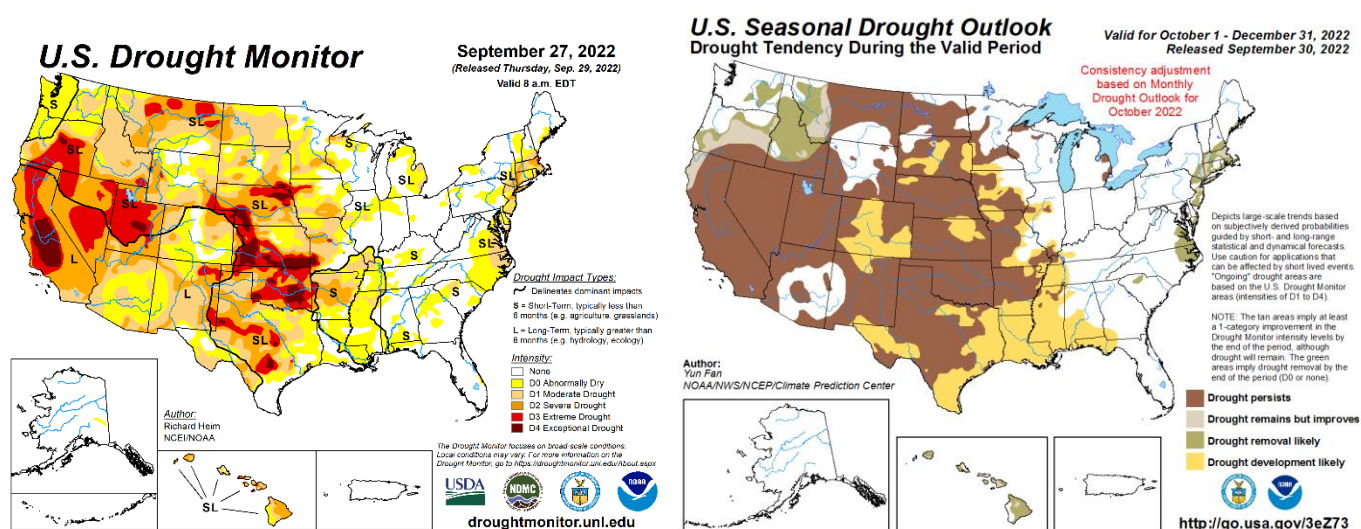 U.S. Drought Monitor
September 27, 2022
(Released Thursday, Sep. 29, 2022)
Valid 8 a.m. EDT
S
SL
SL
S
SL
S
SL
SL
SL
S
SL
L
S
S
L
S
S
Drought Impact Types:
Delineates dominant impacts
S = Short-Term, typically less than
6 months (e.g. agriculture, grasslands)
L = Long-Term, typically greater than
6 months (e.g. hydrology, ecology)
Intensity:
None
D0 Abnormally Dry
D1 Moderate Drought
D2 Severe Drought
D3 Extreme Drought
D4 Exceptional Drought
Author:
Richard Heim
NCEI/NOAA
SL
The Drought Monitor focuses on broad-scale conditions.
Local conditions may vary. For more information on the
Drought Monitor, go to https://droughtmonitor.unl.edu/About.aspx
USDA
NDMC
NOAA
droughtmonitor.unl.edu
U.S. Seasonal Drought Outlook
Drought Tendency During the Valid Period
Valid for October 1 - December 31, 2022
Released September 30, 2022
Consistency adjustment
based on Monthly
Drought Outlook for
October 2022
Depicts large-scale trends based
on subjectively derived probabilities
guided by short- and long-range
statistical and dynamical forecasts.
Use caution for applications that
can be affected by short lived events.
"Ongoing" drought areas are
based on the U.S. Drought Monitor
areas (intensities of D1 to D4).
NOTE: The tan areas imply at least
a 1-category improvement in the
Drought Monitor intensity levels by
the end of the period, although
drought will remain. The green
areas imply drought removal by the
end of the period (D0 or none).
Author:
Yun Fan
NOAA/NWS/NCEP/Climate Prediction Center
Drought persists
Drought remains but improves
Drought removal likely
Drought development likely
NOAA
http://go.usa.gov/3eZ73